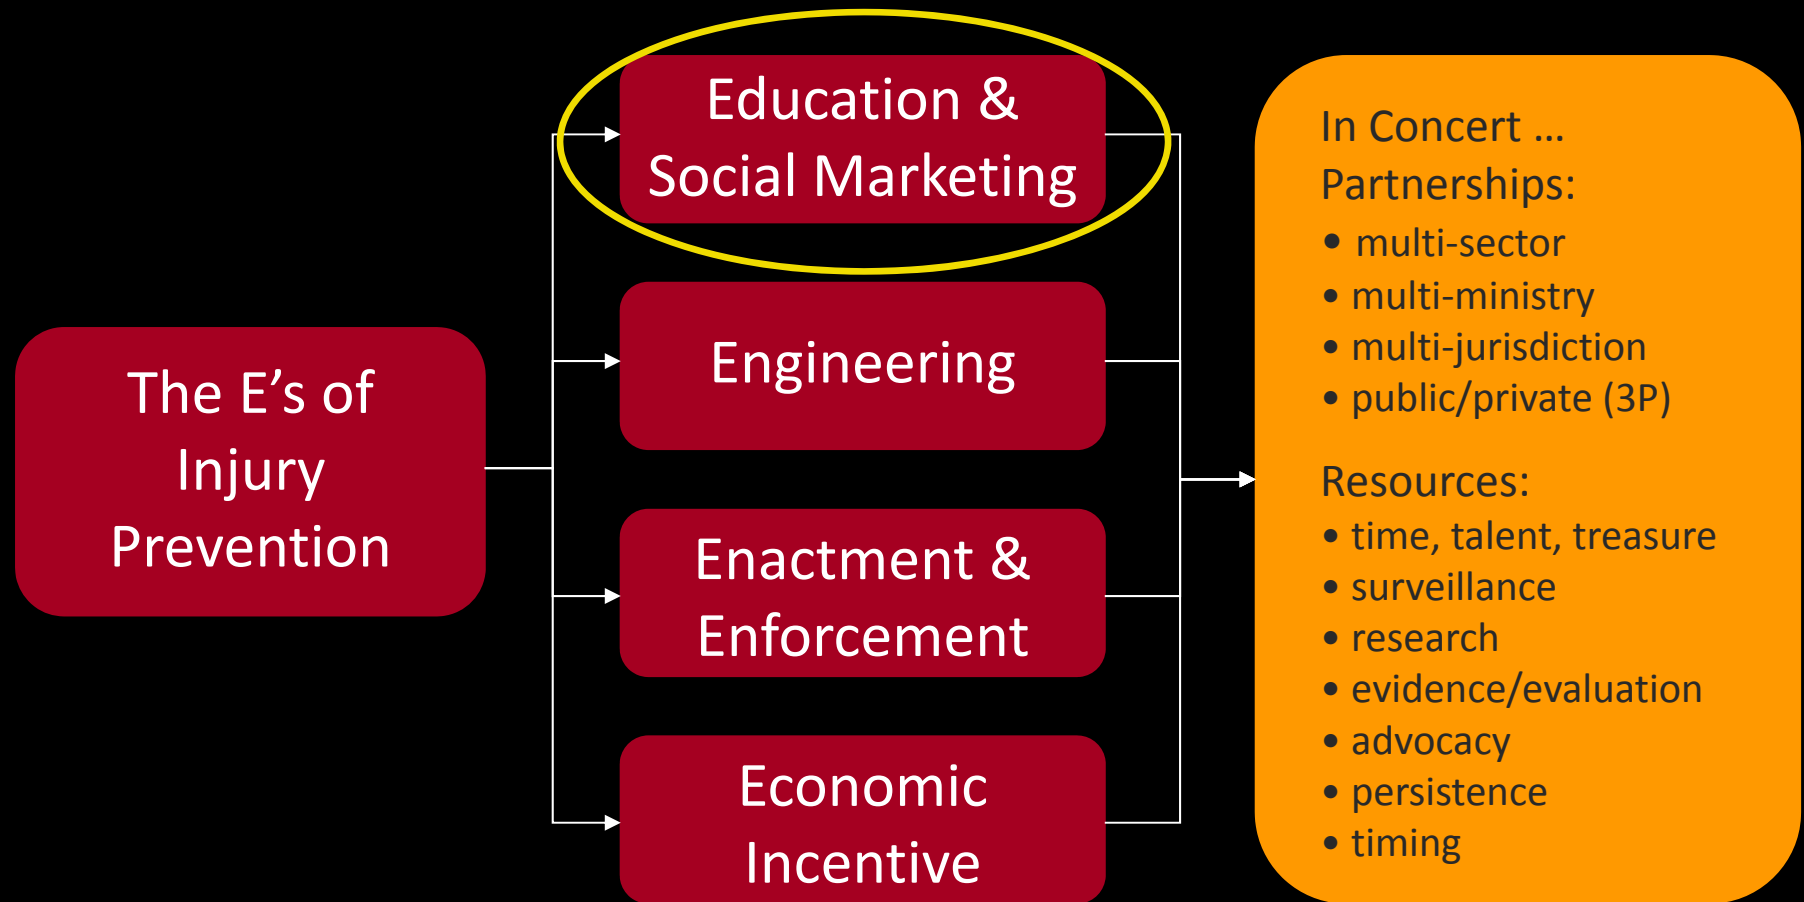 The E’s of
Injury
Prevention
Education &
Social Marketing
Engineering
Enactment &
Enforcement
Economic
Incentive
In Concert ...
Partnerships:
• multi-sector
• multi-ministry
• multi-jurisdiction
• public/private (3P)
Resources:
• time, talent, treasure
• surveillance
• research
• evidence/evaluation
• advocacy
• persistence
• timing